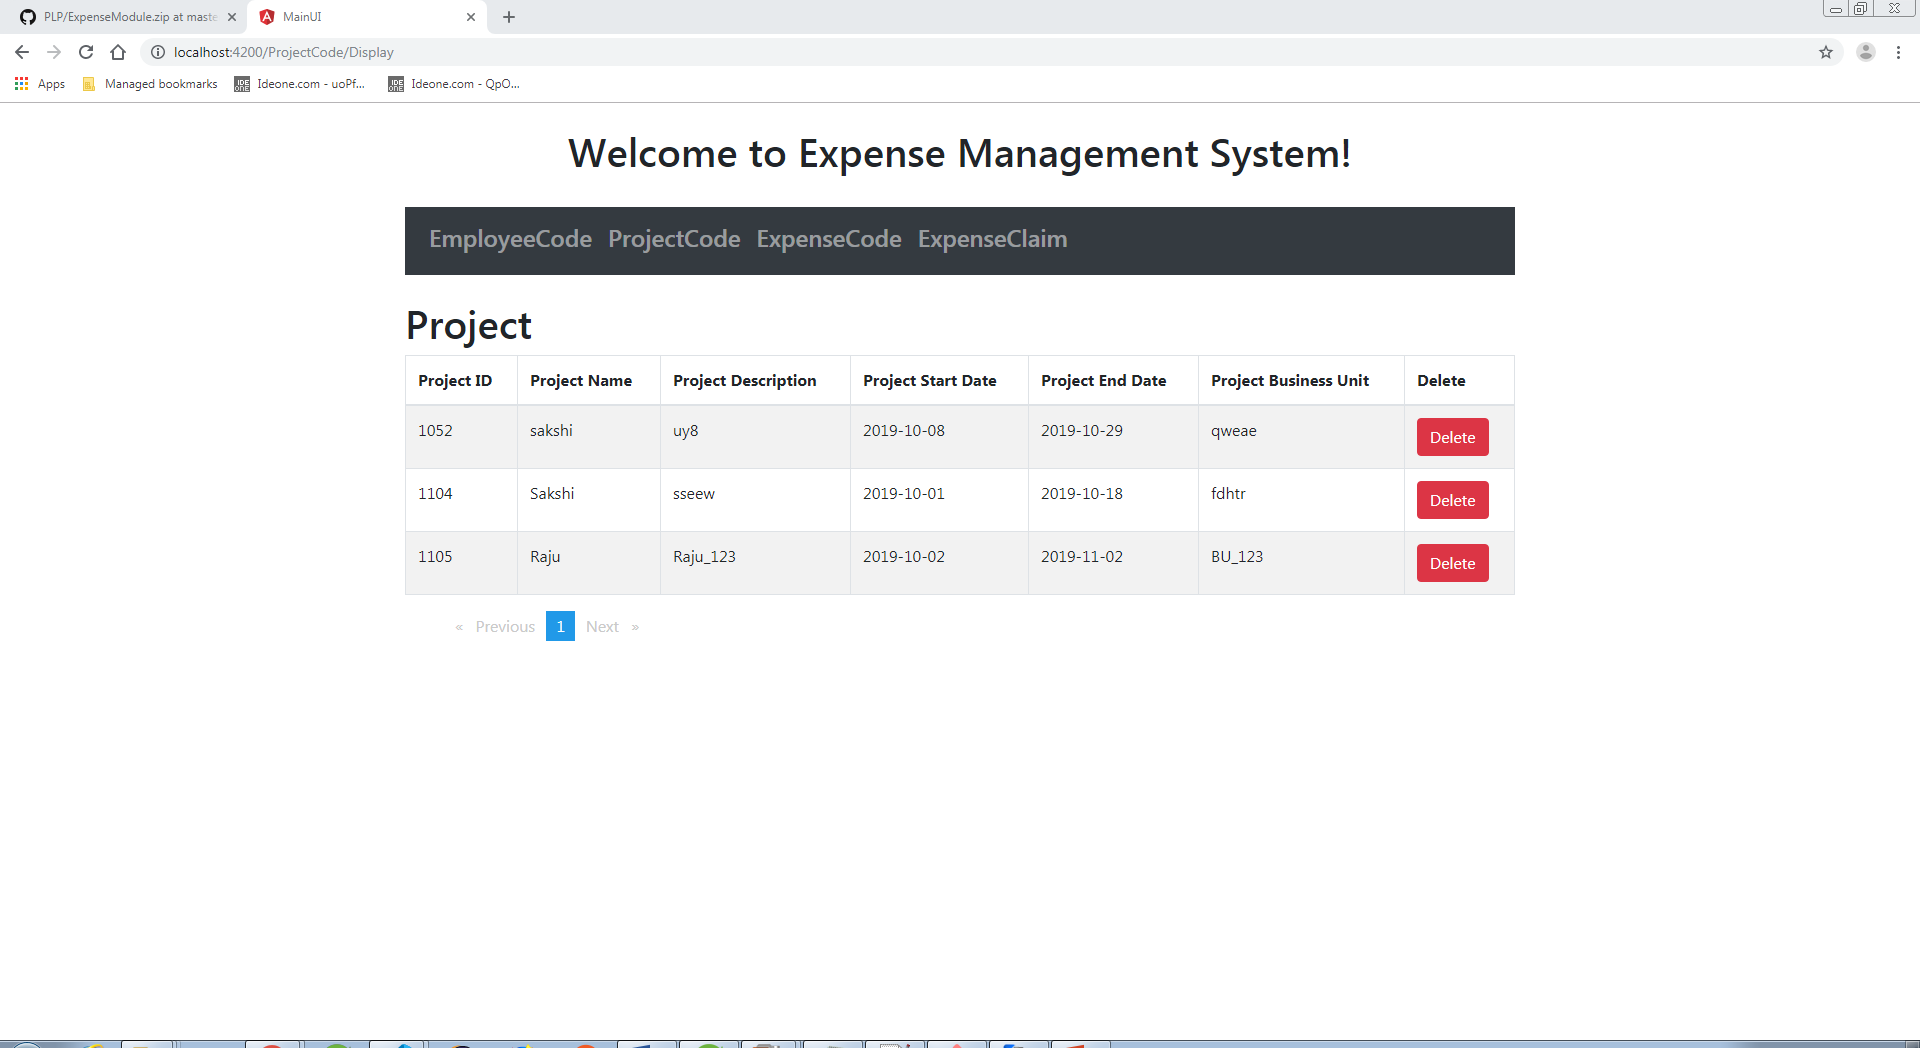 PLP/ExpenseModule.zip at maste
MainUI
localhost:4200/ProjectCode/Display
Apps Managed bookmarks Ideone.com - uoPf... Ideone.com - QpO...
Welcome to Expense Management System!
EmployeeCode ProjectCode ExpenseCode ExpenseClaim
Project
Project ID Project Name Project Description Project Start Date Project End Date Project Business Unit Delete
1052 sakshi uy8 2019-10-08 2019-10-29 qweae Delete
1104 Sakshi sseew 2019-10-01 2019-10-18 fdhtr Delete
1105 Raju Raju_123 2019-10-02 2019-11-02 BU_123 Delete
« Previous 1 Next »